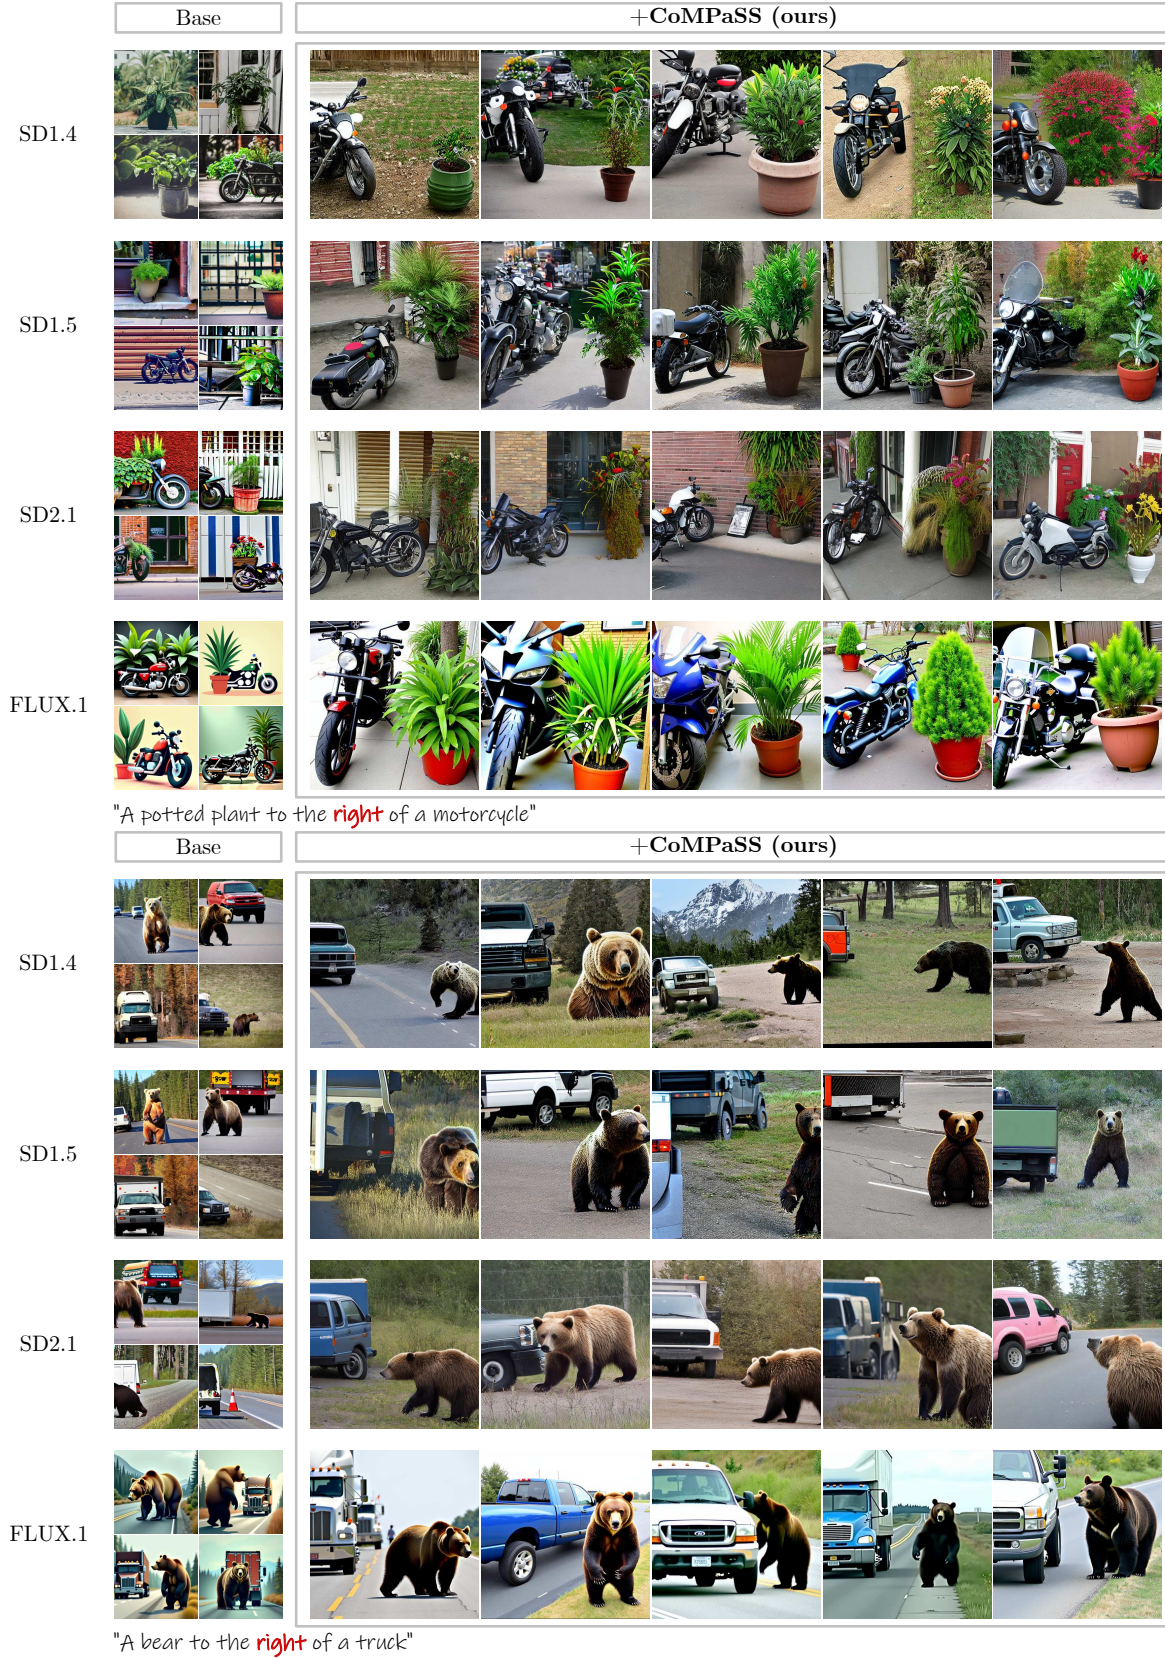 Base
+CoMPaSS (ours)
SD1.4
SD1.5
SD2.1
FLUX.1
"A potted plant to the right of a motorcycle"
Base
+CoMPaSS (ours)
SD1.4
SD1.5
SD2.1
FLUX.1
"A bear to the right of a truck"